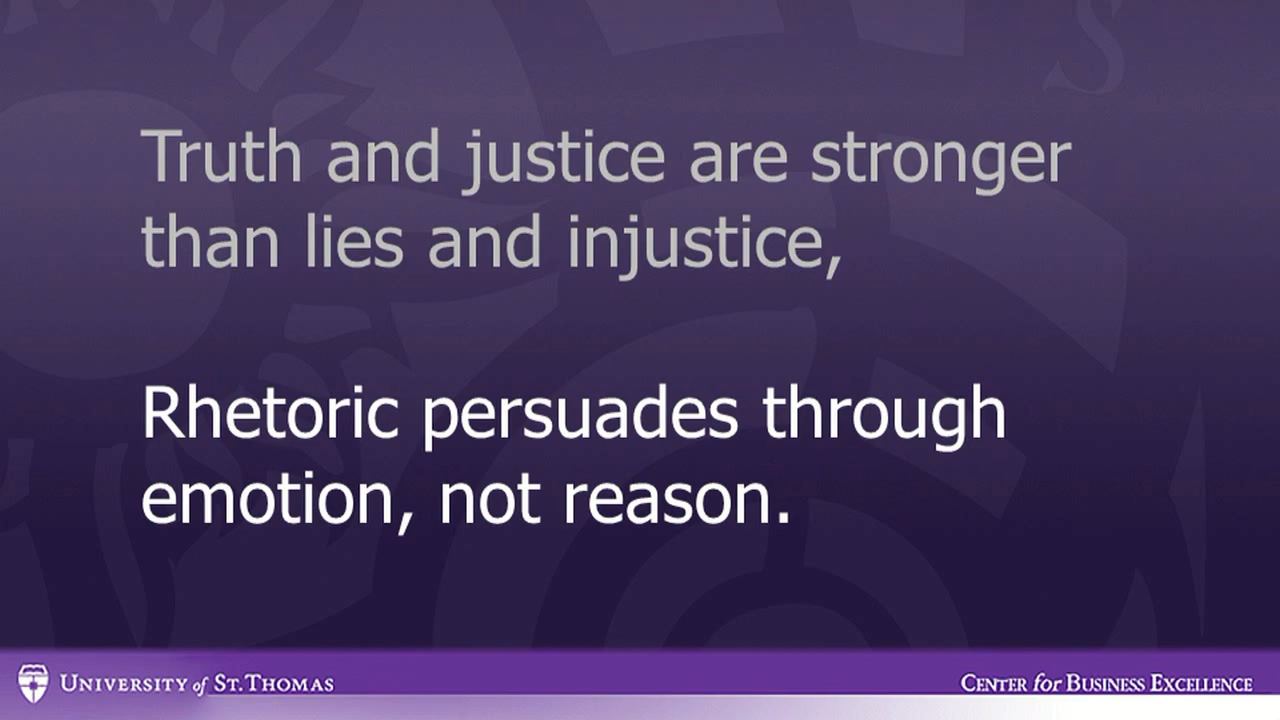 Truth and justice are stronger
than lies and injustice,
Rhetoric persuades through
emotion, not reason.
University of St. Thomas
Center for Business Excellence